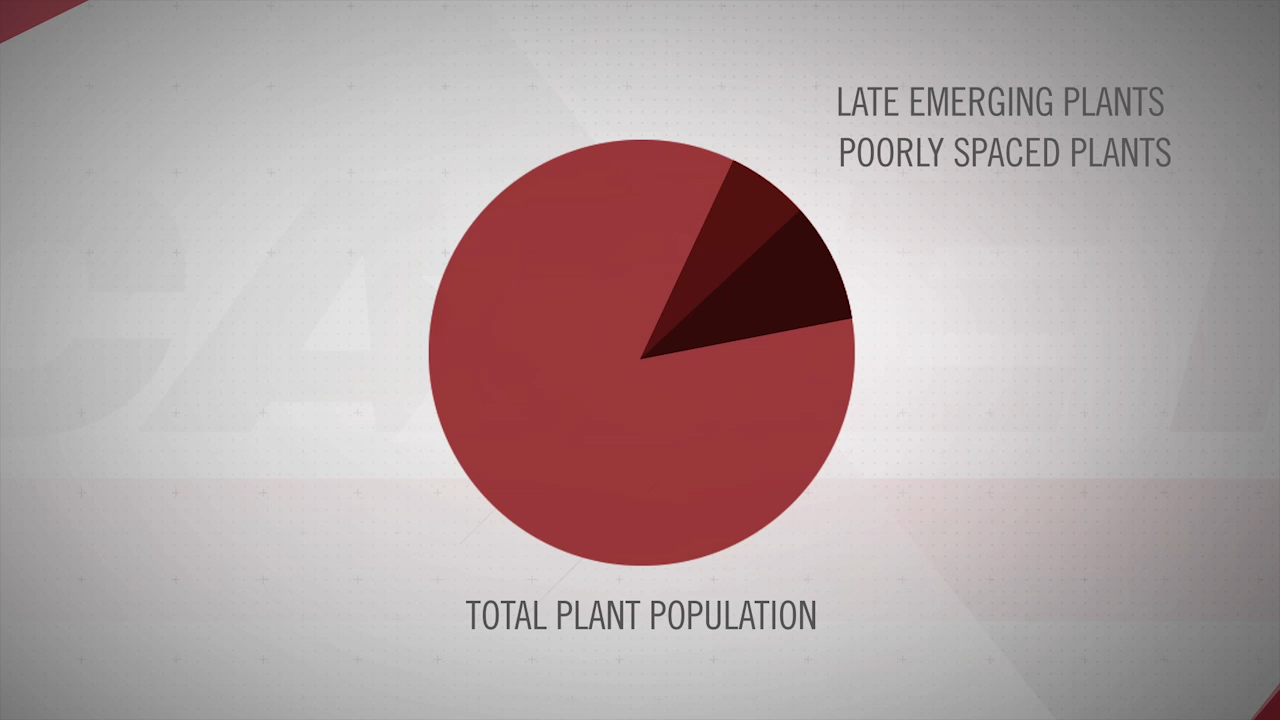 LATE EMERGING PLANTS
POORLY SPACED PLANTS
TOTAL PLANT POPULATION